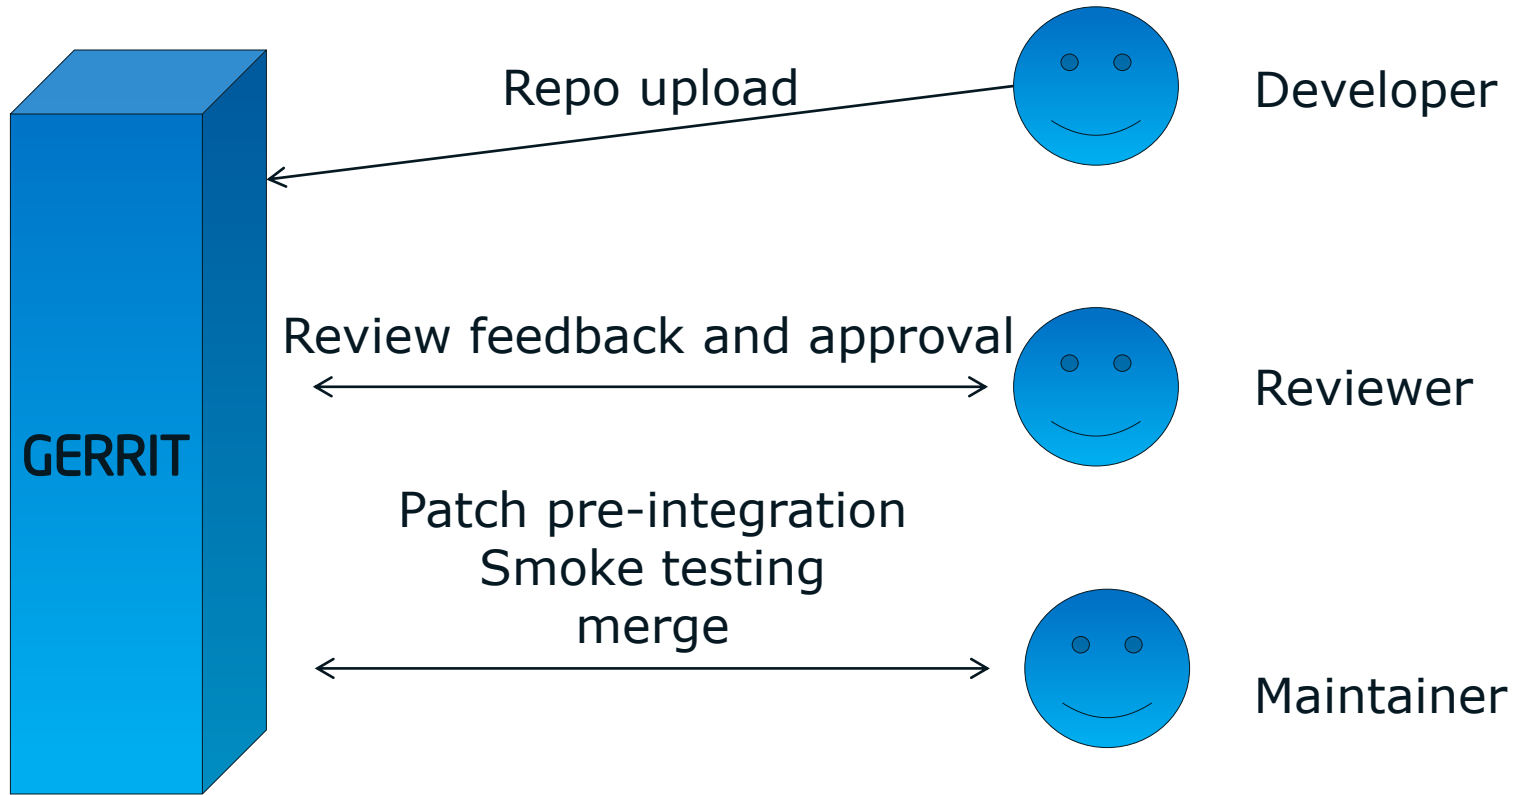 Repo upload
Developer
Review feedback and approval
Reviewer
GERRIT
Patch pre-integration
Smoke testing
merge
Maintainer